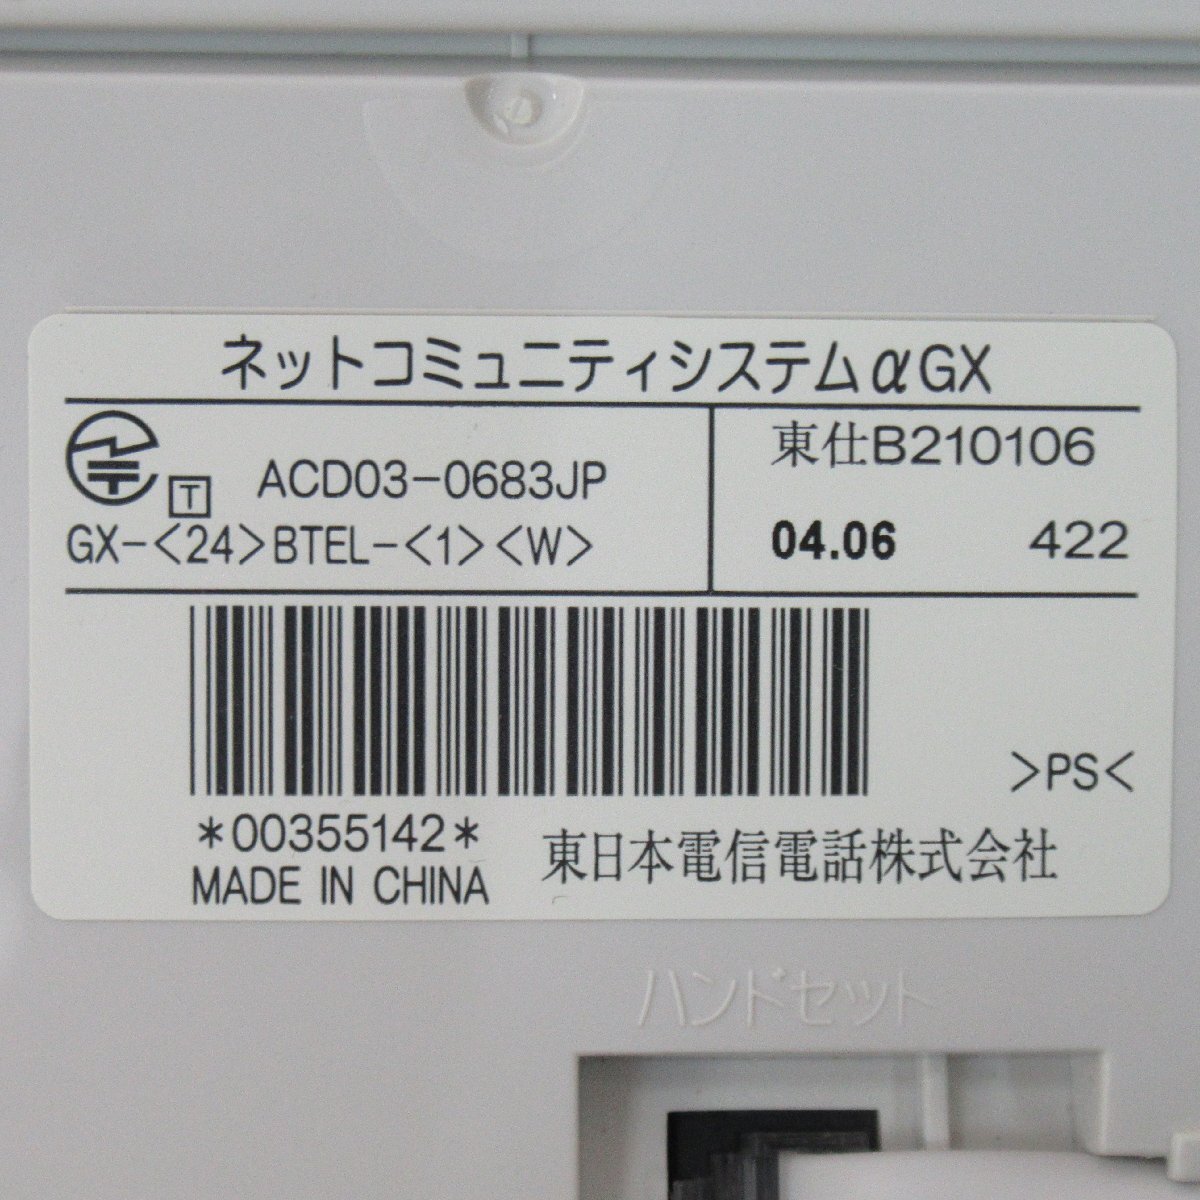 ネットコミュニティシステムαGX
T ACD03-0683JP
GX-<24>BTEL-<1><W>
東仕B210106
04.06 422
*00355142*
MADE IN CHINA
>PS<
東日本電信電話株式会社
ハンドセット